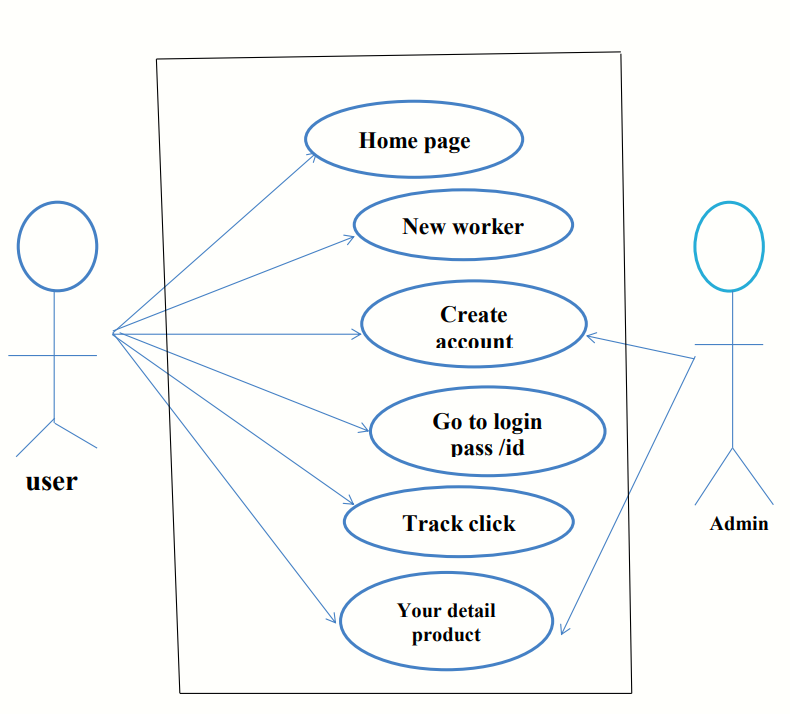 Home page
New worker
Create
account
Go to login
pass /id
Track click
Your detail
product
user
Admin